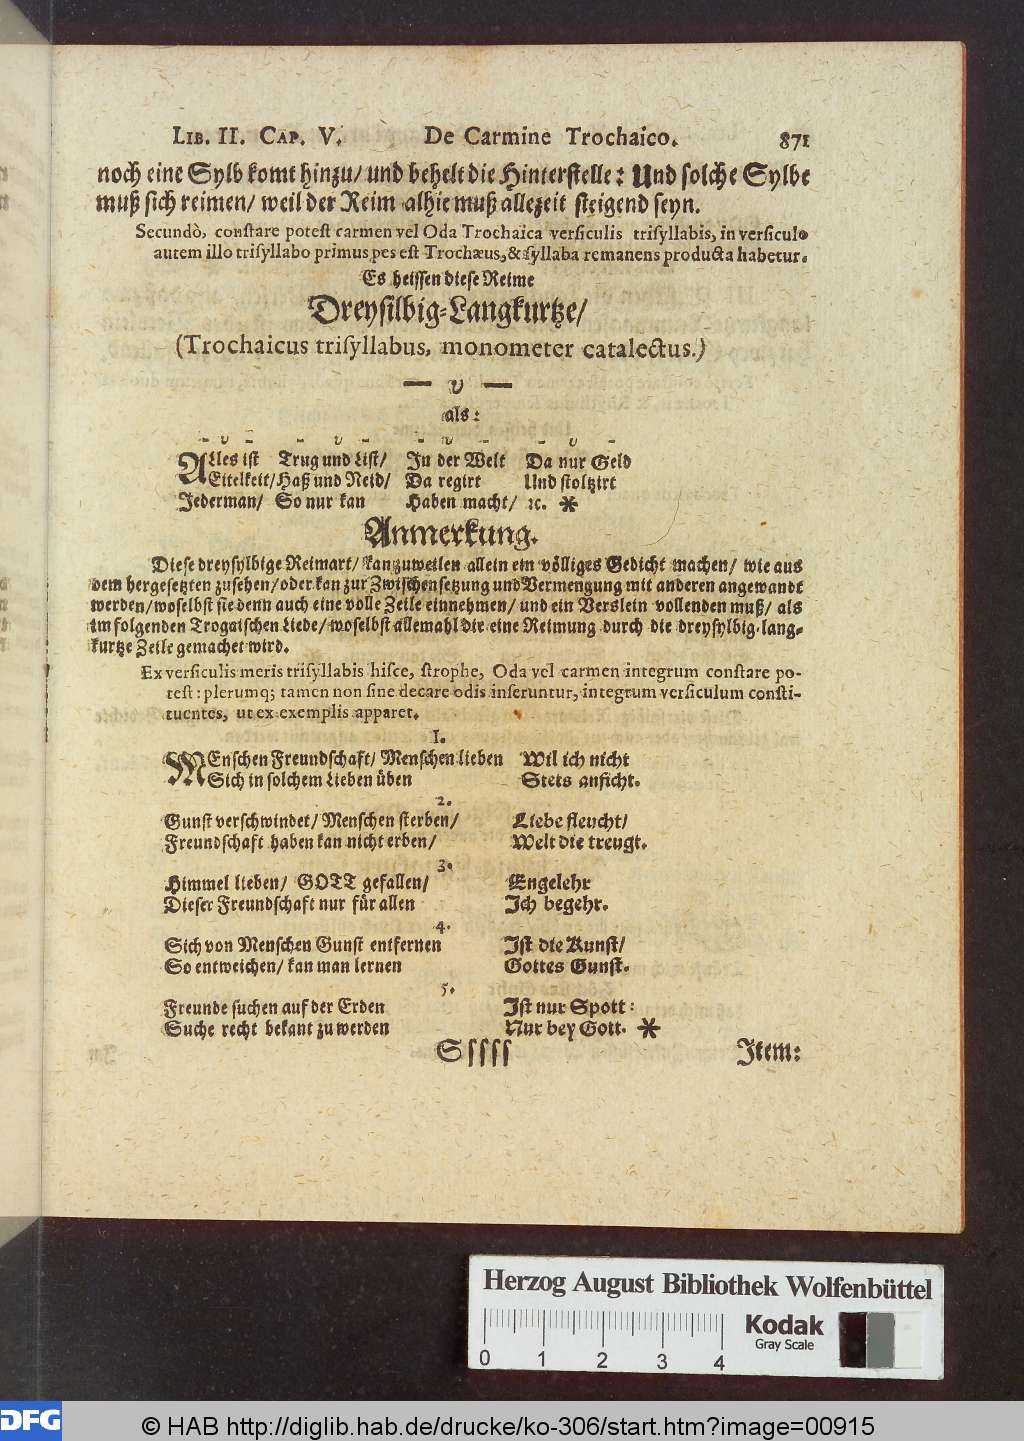 LIB. II. CAP. V. De Carmine Trochaico. 871
noch eine Sylb komt hinzu/ und behelt die Hinterstelle: Und solche Sylbe
muß sich reimen/ weil der Reim alhie muß allezeit steigend seyn.
Secundò, constare potest carmen vel Oda Trochaica versiculis trisyllabis, in versiculo
autem illo trisyllabo primus pes est Trochæus, & syllaba remanens producta habetur.
Es heissen diese Reime
Dreysilbig-Langkurtze/
(Trochaicus trisyllabus, monometer catalectus.)
— υ —
als:
- υ - - υ - - υ - - υ -
ALles ist Trug und List/ In der Welt Da nur Geld
Eitelkeit/ Haß und Neid/ Da regirt Und stoltzirt
Jederman/ So nur kan Haben macht/ ꝛc. *
Anmerkung.
Diese dreysylbige Reimart/ kan zuweilen allein ein völliges Gedicht machen/ wie aus
dem hergesetzten zusehen/ oder kan zur Zwischensetzung und Vermengung mit anderen angewandt
werden/ woselbst sie denn auch eine volle Zeile einnehmen/ und ein Verslein vollenden muß/ als
im folgenden Trogaischen Liede/ woselbst allemahl die eine Reimung durch die dreysylbig-lang-
kurtze Zeile gemachet wird.
Ex versiculis meris trisyllabis hisce, strophe, Oda vel carmen integrum constare po-
test: plerumq; tamen non sine decare odis inseruntur, integrum versiculum consti-
tuentes, ut ex exemplis apparet.
1.
MEnschen Freundschaft/ Menschen lieben Wil ich nicht
Sich in solchem Lieben üben Stets anficht.
2.
Gunst verschwindet/ Menschen sterben/ Liebe fleucht/
Freundschaft haben kan nicht erben/ Welt die treugt.
3.
Himmel lieben/ GOTT gefallen/ Engelehr
Dieser Freundschaft nur für allen Ich begehr.
4.
Sich von Menschen Gunst entfernen Ist die Kunst/
So entweichen/ kan man lernen Gottes Gunst.
5.
Freunde suchen auf der Erden Ist nur Spott:
Suche recht bekant zu werden Nur bey Gott. *
Sſſſſ Item:
Herzog August Bibliothek Wolfenbüttel
Kodak
Gray Scale
0 1 2 3 4
DFG
© HAB http://diglib.hab.de/drucke/ko-306/start.htm?image=00915